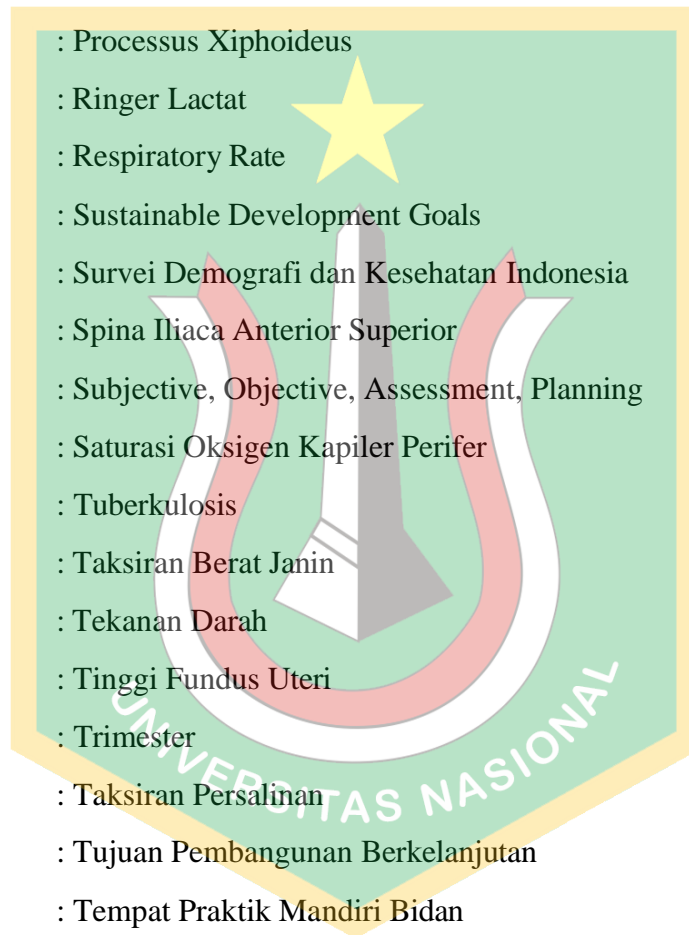 : Processus Xiphoideus
: Ringer Lactat
: Respiratory Rate
: Sustainable Development Goals
: Survei Demografi dan Kesehatan Indonesia
: Spina Iliaca Anterior Superior
: Subjective, Objective, Assessment, Planning
: Saturasi Oksigen Kapiler Perifer
: Tuberkulosis
: Taksiran Berat Janin
: Tekanan Darah
: Tinggi Fundus Uteri
: Trimester
: Taksiran Persalinan
: Tujuan Pembangunan Berkelanjutan
: Tempat Praktik Mandiri Bidan
UNIVERSITAS NASIONAL